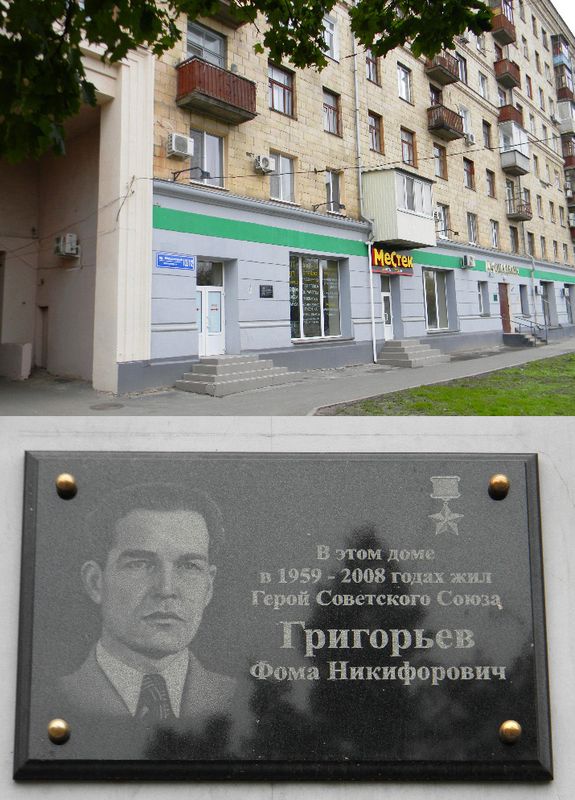 МеСтек
В этом доме
в 1959 - 2008 годах жил
Герой Советского Союза
Григорьев
Фома Никифорович